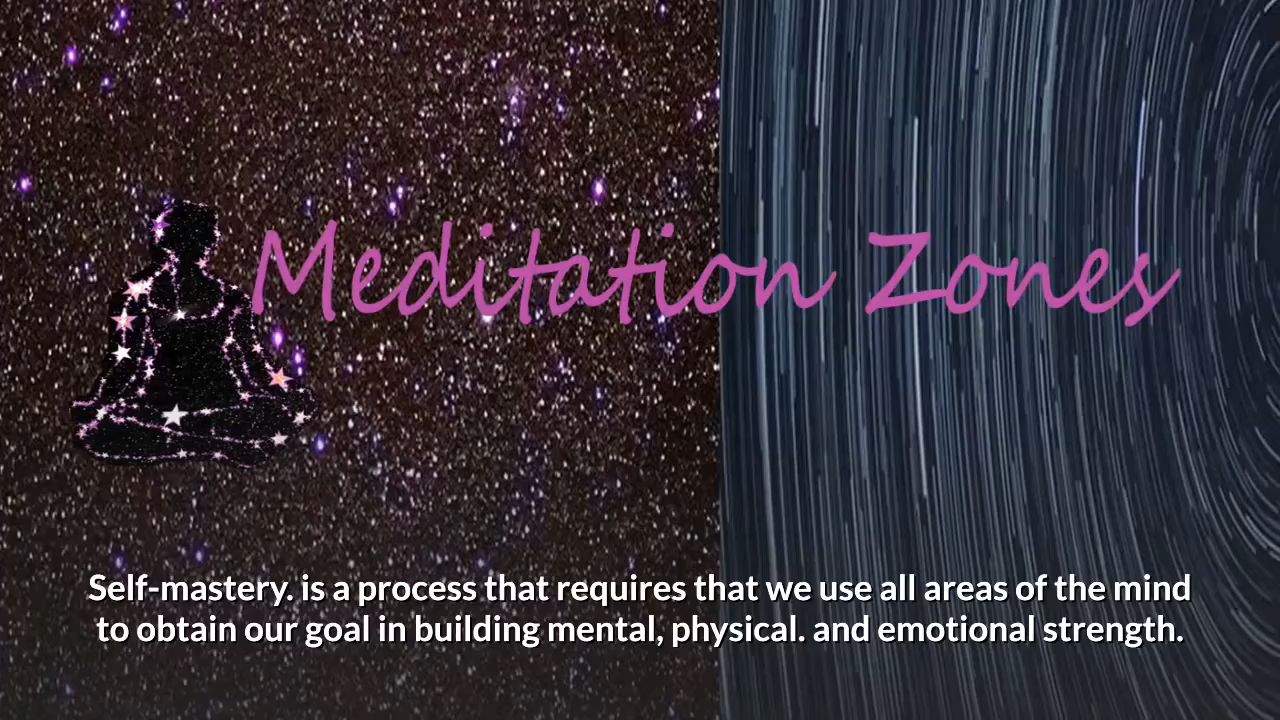 Meditation Zones
Self-mastery. is a process that requires that we use all areas of the mind
to obtain our goal in building mental, physical. and emotional strength.